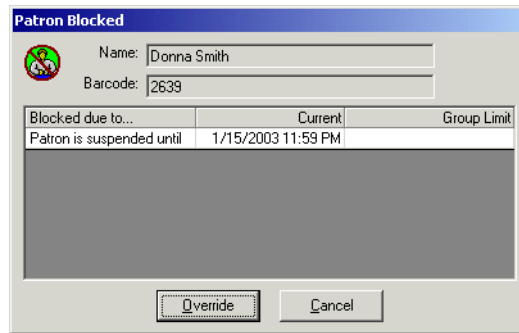 Patron Blocked
Name: Donna Smith
Barcode: 2639
Blocked due to... Current Group Limit
Patron is suspended until 1/15/2003 11:59 PM
Override Cancel